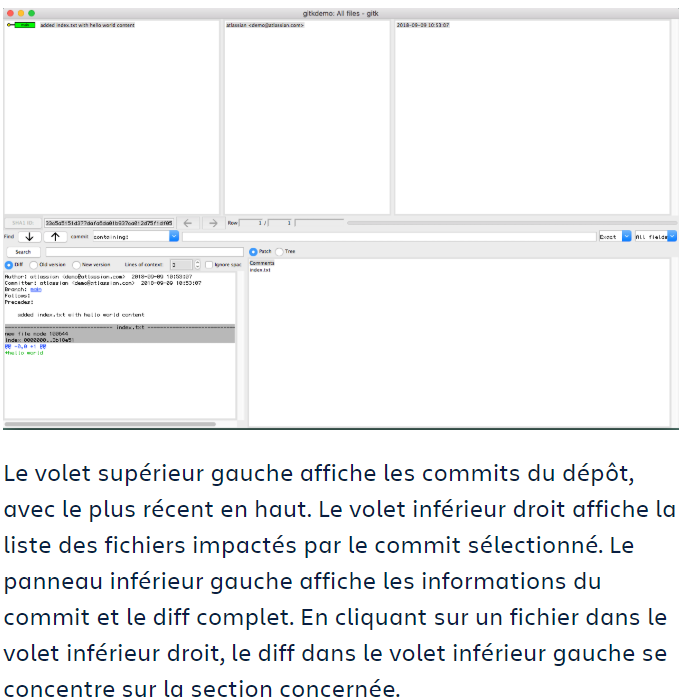 gitkdemo: All files - gitk
main added index.txt with hello world content
atlassian <demo@atlassian.com>
2018-09-09 10:53:07
SHA1 ID:
Row 1 / 1
Find commit containing:
Exact All fields
Search
Diff Old version New version Lines of context: 3 Ignore spac
Patch Tree
Comments
index.txt
Author: atlassian <demo@atlassian.com> 2018-09-09 10:53:07
Committer: atlassian <demo@atlassian.com> 2018-09-09 10:53:07
Branch: main
Follows:
Precedes:
added index.txt with hello world content
index.txt
new file mode 100644
@@ -0,0 +1 @@
+hello world
Le volet supérieur gauche affiche les commits du dépôt,
avec le plus récent en haut. Le volet inférieur droit affiche la
liste des fichiers impactés par le commit sélectionné. Le
panneau inférieur gauche affiche les informations du
commit et le diff complet. En cliquant sur un fichier dans le
volet inférieur droit, le diff dans le volet inférieur gauche se
concentre sur la section concernée.